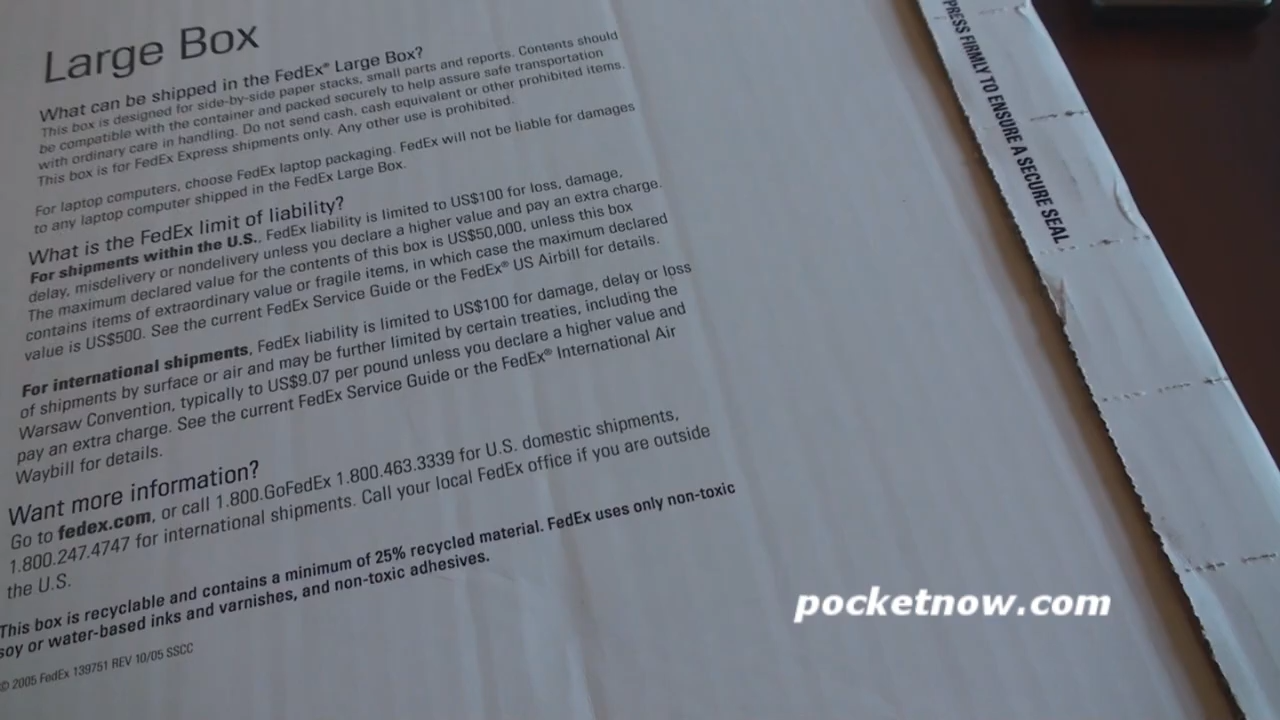 Large Box
What can be shipped in the FedEx® Large Box?
This box is designed for side-by-side paper stacks, small parts and reports. Contents should
be compatible with the container and packed securely to help assure safe transportation
with ordinary care in handling. Do not send cash, cash equivalent or other prohibited items.
This box is for FedEx Express shipments only. Any other use is prohibited.
For laptop computers, choose FedEx laptop packaging. FedEx will not be liable for damages
to any laptop computer shipped in the FedEx Large Box.
What is the FedEx limit of liability?
For shipments within the U.S., FedEx liability is limited to US$100 for loss, damage,
delay, misdelivery or nondelivery unless you declare a higher value and pay an extra charge.
The maximum declared value for the contents of this box is US$50,000, unless this box
contains items of extraordinary value or fragile items, in which case the maximum declared
value is US$500. See the current FedEx Service Guide or the FedEx® US Airbill for details.
For international shipments, FedEx liability is limited to US$100 for damage, delay or loss
of shipments by surface or air and may be further limited by certain treaties, including the
Warsaw Convention, typically to US$9.07 per pound unless you declare a higher value and
pay an extra charge. See the current FedEx Service Guide or the FedEx® International Air
Waybill for details.
Want more information?
Go to fedex.com, or call 1.800.GoFedEx 1.800.463.3339 for U.S. domestic shipments,
1.800.247.4747 for international shipments. Call your local FedEx office if you are outside
the U.S.
This box is recyclable and contains a minimum of 25% recycled material. FedEx uses only non-toxic
soy or water-based inks and varnishes, and non-toxic adhesives.
© 2005 FedEx 139751 REV 10/05 SSCC
PRESS FIRMLY TO ENSURE A SECURE SEAL
pocketnow.com